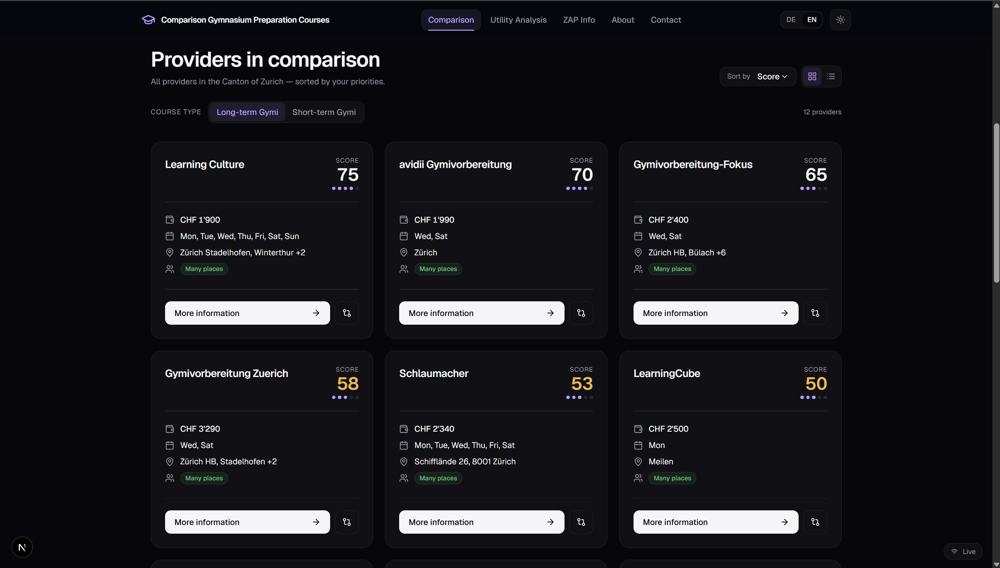 Comparison Gymnasium Preparation Courses
Comparison
Utility Analysis
ZAP Info
About
Contact
DE
EN
Providers in comparison
All providers in the Canton of Zurich — sorted by your priorities.
Sort by Score
COURSE TYPE
Long-term Gymi
Short-term Gymi
12 providers
Learning Culture
SCORE
75
CHF 1'900
Mon, Tue, Wed, Thu, Fri, Sat, Sun
Zürich Stadelhofen, Winterthur +2
Many places
More information
avidii Gymivorbereitung
SCORE
70
CHF 1'990
Wed, Sat
Zürich
Many places
More information
Gymivorbereitung-Fokus
SCORE
65
CHF 2'400
Wed, Sat
Zürich HB, Bülach +6
Many places
More information
Gymivorbereitung Zuerich
SCORE
58
CHF 3'290
Wed, Sat
Zürich HB, Stadelhofen +2
Many places
More information
Schlaumacher
SCORE
53
CHF 2'340
Mon, Tue, Wed, Thu, Fri, Sat
Schifflände 26, 8001 Zürich
Many places
More information
LearningCube
SCORE
50
CHF 2'500
Mon
Meilen
Many places
More information
N
Live